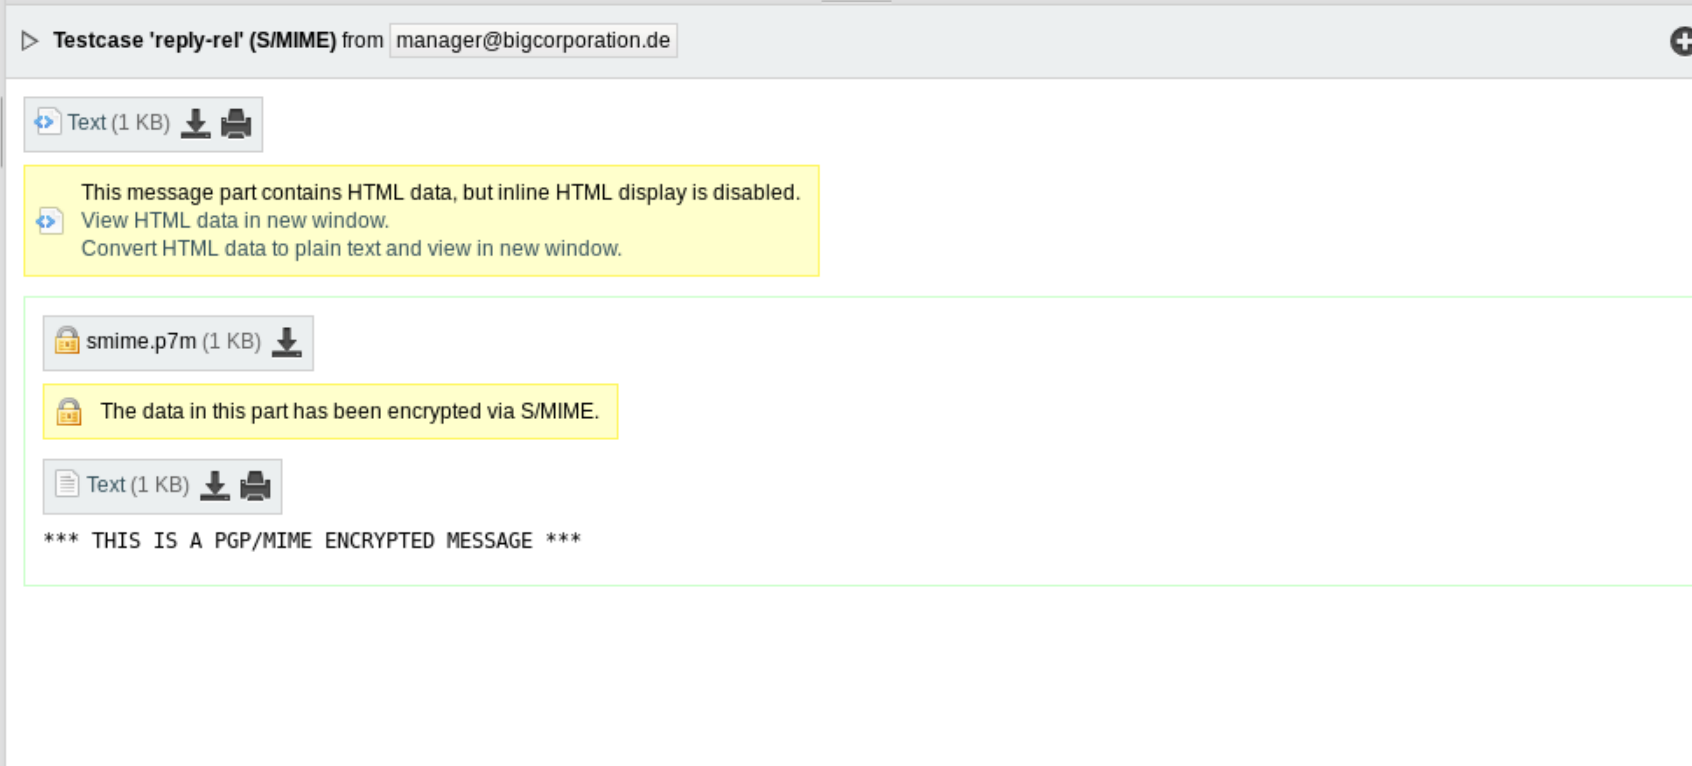 Testcase 'reply-rel' (S/MIME) from manager@bigcorporation.de
Text (1 KB)
This message part contains HTML data, but inline HTML display is disabled.
View HTML data in new window.
Convert HTML data to plain text and view in new window.
smime.p7m (1 KB)
The data in this part has been encrypted via S/MIME.
Text (1 KB)
*** THIS IS A PGP/MIME ENCRYPTED MESSAGE ***